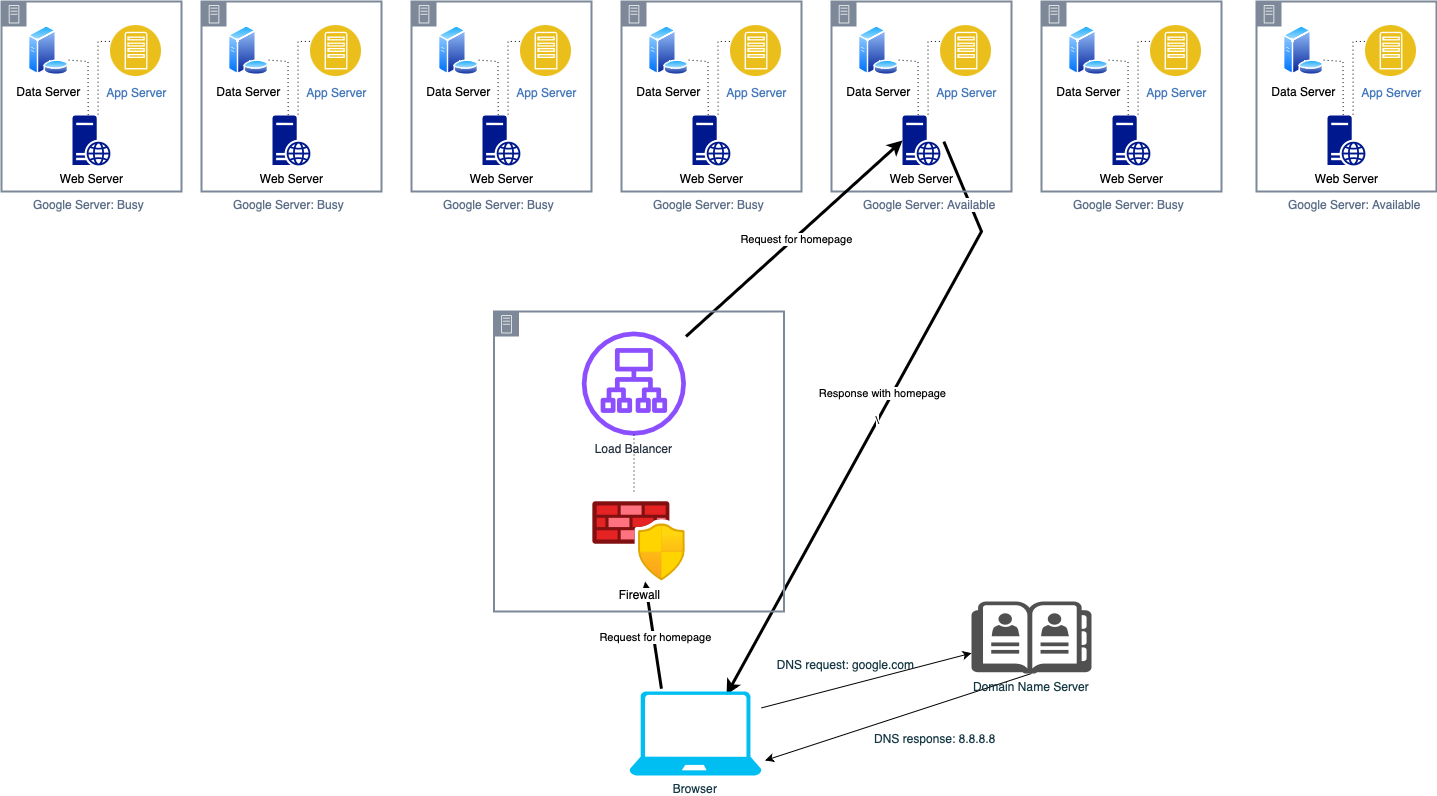 Data Server
App Server
Web Server
Google Server: Busy
Data Server
App Server
Web Server
Google Server: Busy
Data Server
App Server
Web Server
Google Server: Busy
Data Server
App Server
Web Server
Google Server: Busy
Data Server
App Server
Web Server
Google Server: Available
Data Server
App Server
Web Server
Google Server: Busy
Data Server
App Server
Web Server
Google Server: Available
Request for homepage
Response with homepage
\
Load Balancer
Firewall
Request for homepage
DNS request: google.com
Domain Name Server
DNS response: 8.8.8.8
Browser